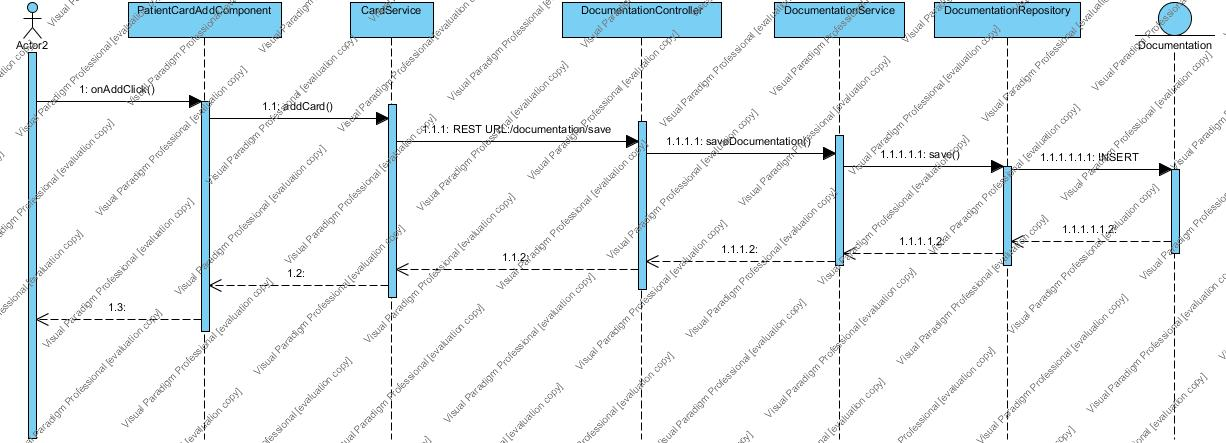 PatientCardAddComponent
CardService
DocumentationController
DocumentationService
DocumentationRepository
Actor2
Documentation
1: onAddClick()
1.1: addCard()
1.1.1: REST URL:/documentation/save
1.1.1.1: saveDocumentation()
1.1.1.1.1: save()
1.1.1.1.1.1: INSERT
1.1.1.1.1.2:
1.1.1.1.2:
1.1.1.2:
1.1.2:
1.2:
1.3:
Visual Paradigm Professional [evaluation copy]